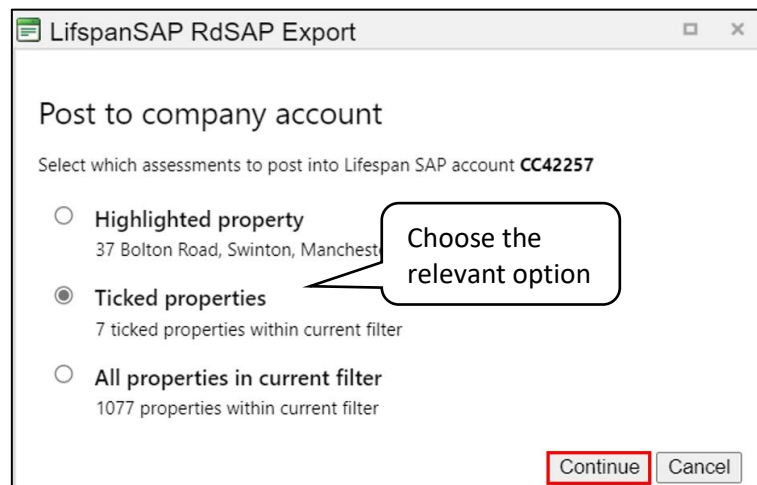 LifspanSAP RdSAP Export
Post to company account
Select which assessments to post into Lifespan SAP account CC42257
Highlighted property
37 Bolton Road, Swinton, Manchest
Choose the
relevant option
Ticked properties
7 ticked properties within current filter
All properties in current filter
1077 properties within current filter
Continue Cancel